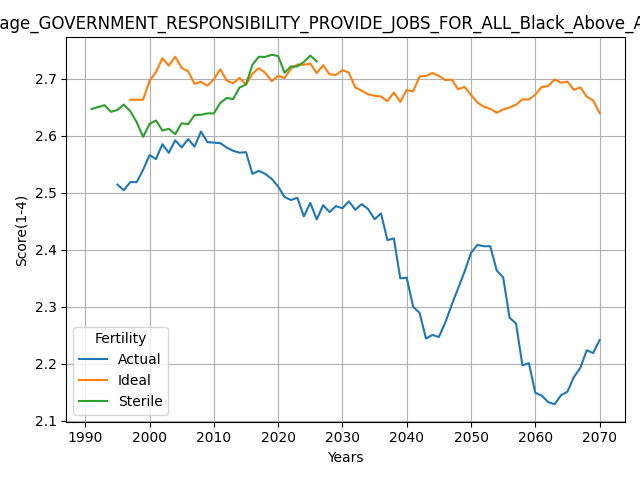 age_GOVERNMENT_RESPONSIBILITY_PROVIDE_JOBS_FOR_ALL_Black_Above_A
2.7
2.6
2.5
2.4
2.3
2.2
2.1
Score(1-4)
Fertility
Actual
Ideal
Sterile
1990 2000 2010 2020 2030 2040 2050 2060 2070
Years